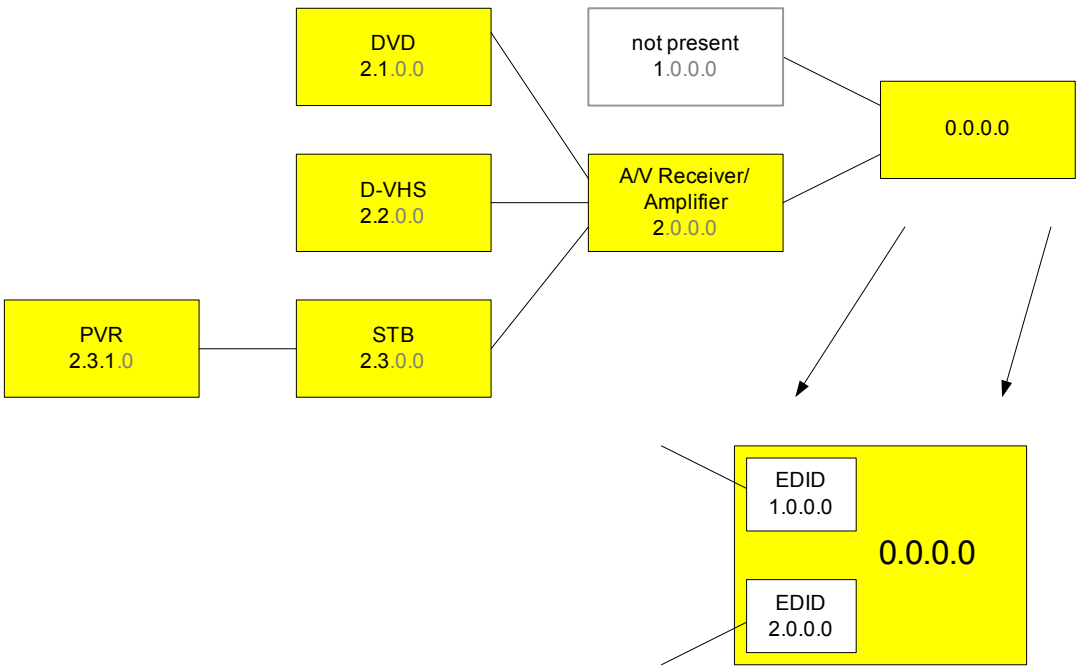 DVD
2.1.0.0
not present
1.0.0.0
0.0.0.0
D-VHS
2.2.0.0
A/V Receiver/
Amplifier
2.0.0.0
PVR
2.3.1.0
STB
2.3.0.0
EDID
1.0.0.0
0.0.0.0
EDID
2.0.0.0